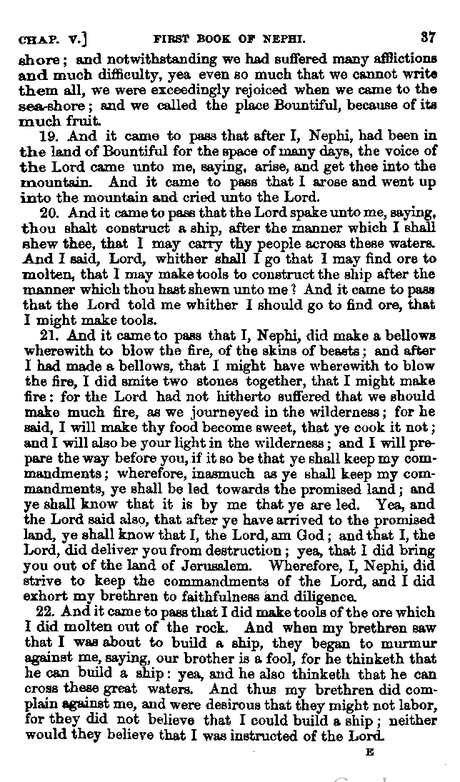 CHAP. V.] FIRST BOOK OF NEPHI. 37
shore; and notwithstanding we had suffered many afflictions
and much difficulty, yea even so much that we cannot write
them all, we were exceedingly rejoiced when we came to the
sea-shore; and we called the place Bountiful, because of its
much fruit.
19. And it came to pass that after I, Nephi, had been in
the land of Bountiful for the space of many days, the voice of
the Lord came unto me, saying, arise, and get thee into the
mountain. And it came to pass that I arose and went up
into the mountain and cried unto the Lord.
20. And it came to pass that the Lord spake unto me, saying,
thou shalt construct a ship, after the manner which I shall
shew thee, that I may carry thy people across these waters.
And I said, Lord, whither shall I go that I may find ore to
molten, that I may make tools to construct the ship after the
manner which thou hast shewn unto me? And it came to pass
that the Lord told me whither I should go to find ore, that
I might make tools.
21. And it came to pass that I, Nephi, did make a bellows
wherewith to blow the fire, of the skins of beasts; and after
I had made a bellows, that I might have wherewith to blow
the fire, I did smite two stones together, that I might make
fire: for the Lord had not hitherto suffered that we should
make much fire, as we journeyed in the wilderness; for he
said, I will make thy food become sweet, that ye cook it not;
and I will also be your light in the wilderness; and I will pre-
pare the way before you, if it so be that ye shall keep my com-
mandments; wherefore, inasmuch as ye shall keep my com-
mandments, ye shall be led towards the promised land; and
ye shall know that it is by me that ye are led. Yea, and
the Lord said also, that after ye have arrived to the promised
land, ye shall know that I, the Lord, am God; and that I, the
Lord, did deliver you from destruction; yea, that I did bring
you out of the land of Jerusalem. Wherefore, I, Nephi, did
strive to keep the commandments of the Lord, and I did
exhort my brethren to faithfulness and diligence.
22. And it came to pass that I did make tools of the ore which
I did molten out of the rock. And when my brethren saw
that I was about to build a ship, they began to murmur
against me, saying, our brother is a fool, for he thinketh that
he can build a ship: yea, and he also thinketh that he can
cross these great waters. And thus my brethren did com-
plain against me, and were desirous that they might not labor,
for they did not believe that I could build a ship; neither
would they believe that I was instructed of the Lord.
E